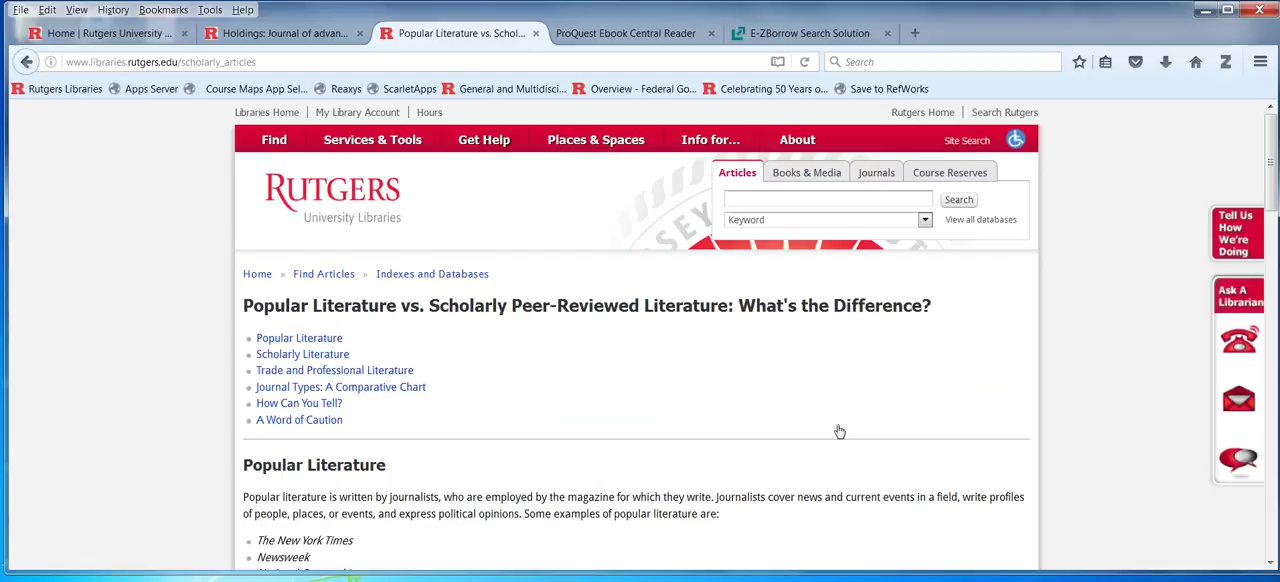 File Edit View History Bookmarks Tools Help
Home | Rutgers University ... × Holdings: Journal of advan... × Popular Literature vs. Schol... × ProQuest Ebook Central Reader × E-ZBorrow Search Solution × +
www.libraries.rutgers.edu/scholarly_articles Search
Rutgers Libraries Apps Server Course Maps App Sel... Reaxys ScarletApps General and Multidisci... Overview - Federal Go... Celebrating 50 Years o... Save to RefWorks
Libraries Home | My Library Account | Hours Rutgers Home | Search Rutgers
Find Services & Tools Get Help Places & Spaces Info for... About Site Search
RUTGERS
University Libraries
Articles Books & Media Journals Course Reserves
Search
Keyword View all databases
Tell Us
How
We're
Doing
Home » Find Articles » Indexes and Databases
Ask A
Librarian
Popular Literature vs. Scholarly Peer-Reviewed Literature: What's the Difference?
Popular Literature
Scholarly Literature
Trade and Professional Literature
Journal Types: A Comparative Chart
How Can You Tell?
A Word of Caution
Popular Literature
Popular literature is written by journalists, who are employed by the magazine for which they write. Journalists cover news and current events in a field, write profiles
of people, places, or events, and express political opinions. Some examples of popular literature are:
The New York Times
Newsweek